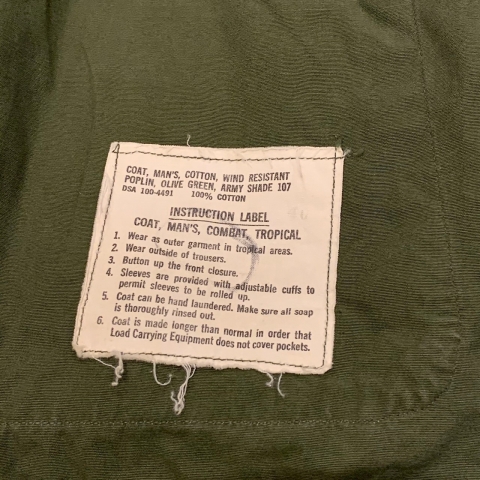 COAT, MAN'S, COTTON, WIND RESISTANT
POPLIN, OLIVE GREEN, ARMY SHADE 107
DSA 100-4491 100% COTTON
INSTRUCTION LABEL
COAT, MAN'S, COMBAT, TROPICAL
1. Wear as outer garment in tropical areas.
2. Wear outside of trousers.
3. Button up the front closure.
4. Sleeves are provided with adjustable cuffs to
permit sleeves to be rolled up.
5. Coat can be hand laundered. Make sure all soap
is thoroughly rinsed out.
6. Coat is made longer than normal in order that
Load Carrying Equipment does not cover pockets.